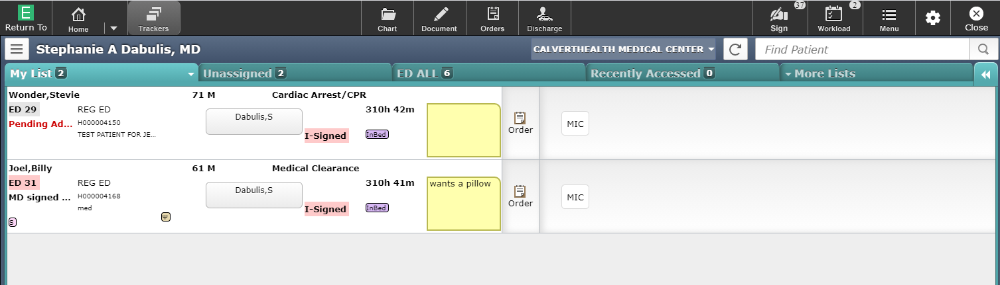 E
Return To
Home
Trackers
Chart
Document
Orders
Discharge
37
Sign
2
Workload
Menu
Close
Stephanie A Dabulis, MD
CALVERTHEALTH MEDICAL CENTER
Find Patient
My List 2
Unassigned 2
ED ALL 6
Recently Accessed 0
More Lists
Wonder,Stevie 71 M Cardiac Arrest/CPR
ED 29 REG ED 310h 42m
Dabulis,S
Pending Ad... H000004150
TEST PATIENT FOR JE...
I-Signed InBed
Order
MIC
Joel,Billy 61 M Medical Clearance
ED 31 REG ED 310h 41m wants a pillow
Dabulis,S
MD signed ... H000004168
med
I-Signed InBed
Order
MIC
S Ψ